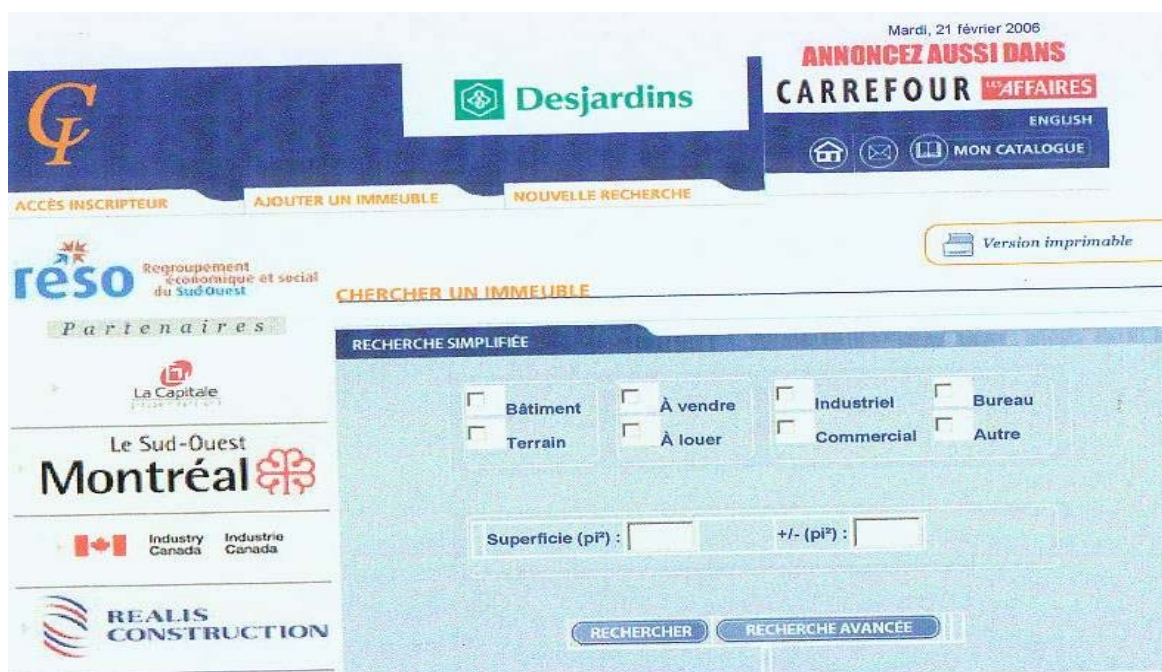 Mardi, 21 février 2006
ANNONCEZ AUSSI DANS
CARREFOUR LES AFFAIRES
CI
Desjardins
ENGLISH
MON CATALOGUE
ACCÈS INSCRIPTEUR
AJOUTER UN IMMEUBLE
NOUVELLE RECHERCHE
Version imprimable
réso Regroupement
économique et social
du Sud-Ouest
CHERCHER UN IMMEUBLE
Partenaires
RECHERCHE SIMPLIFIÉE
La Capitale
Bâtiment À vendre Industriel Bureau
Terrain À louer Commercial Autre
Le Sud-Ouest
Montréal
Superficie (pi²) : +/- (pi²) :
Industry Industrie
Canada Canada
REALIS
CONSTRUCTION
RECHERCHER RECHERCHE AVANCÉE